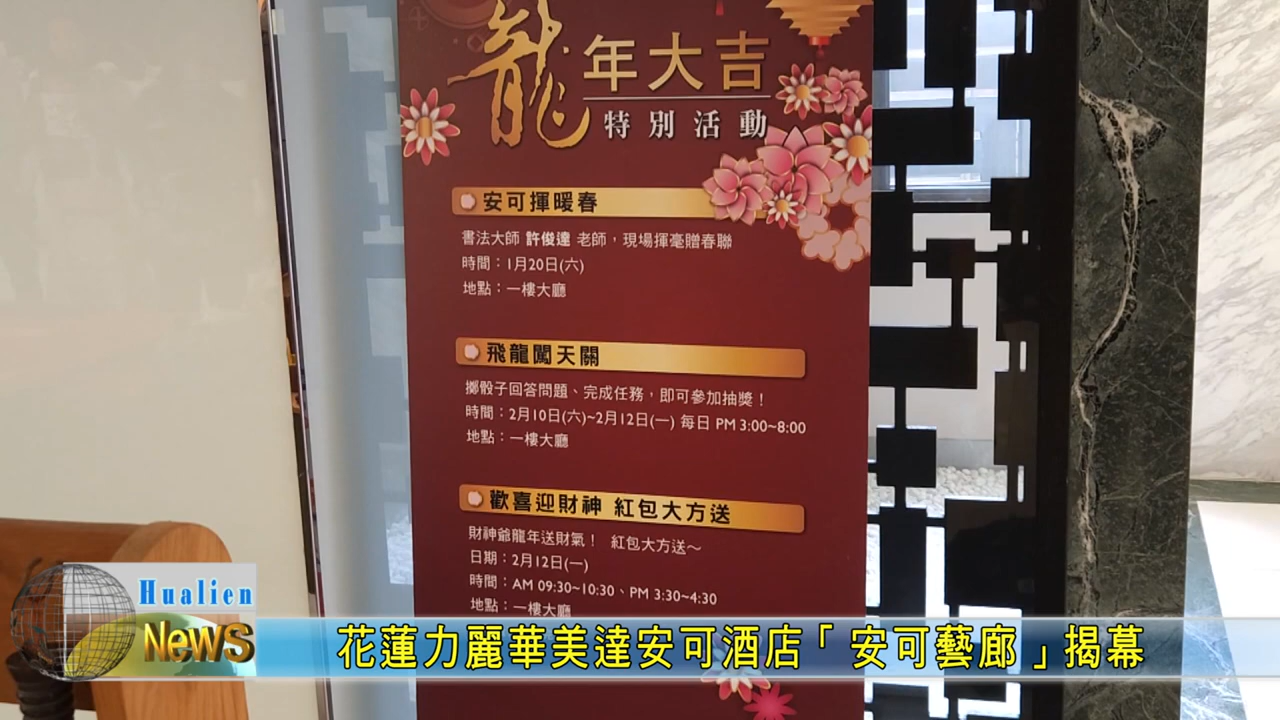 龍年大吉
特別活動
安可揮暖春
書法大師 許俊達 老師，現場揮毫贈春聯
時間：1月20日(六)
地點：一樓大廳
飛龍闖天關
擲骰子回答問題、完成任務，即可參加抽獎！
時間：2月10日(六)~2月12日(一) 每日 PM 3:00~8:00
地點：一樓大廳
歡喜迎財神 紅包大方送
財神爺龍年送財氣！ 紅包大方送～
日期：2月12日(一)
時間：AM 09:30~10:30、PM 3:30~4:30
地點：一樓大廳
Hualien
News
花蓮力麗華美達安可酒店「安可藝廊」揭幕